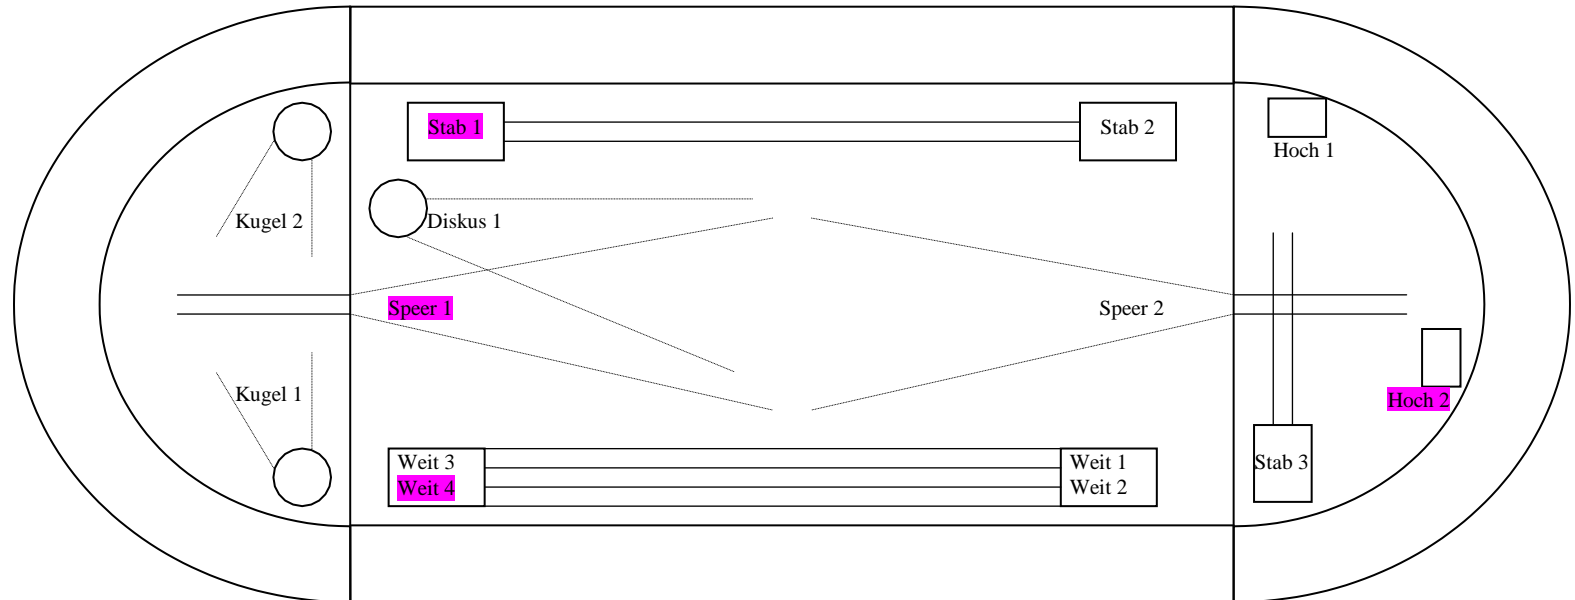 Stab 1
Stab 2
Hoch 1
Kugel 2
Diskus 1
Speer 1
Speer 2
Kugel 1
Hoch 2
Weit 3
Weit 4
Weit 1
Weit 2
Stab 3